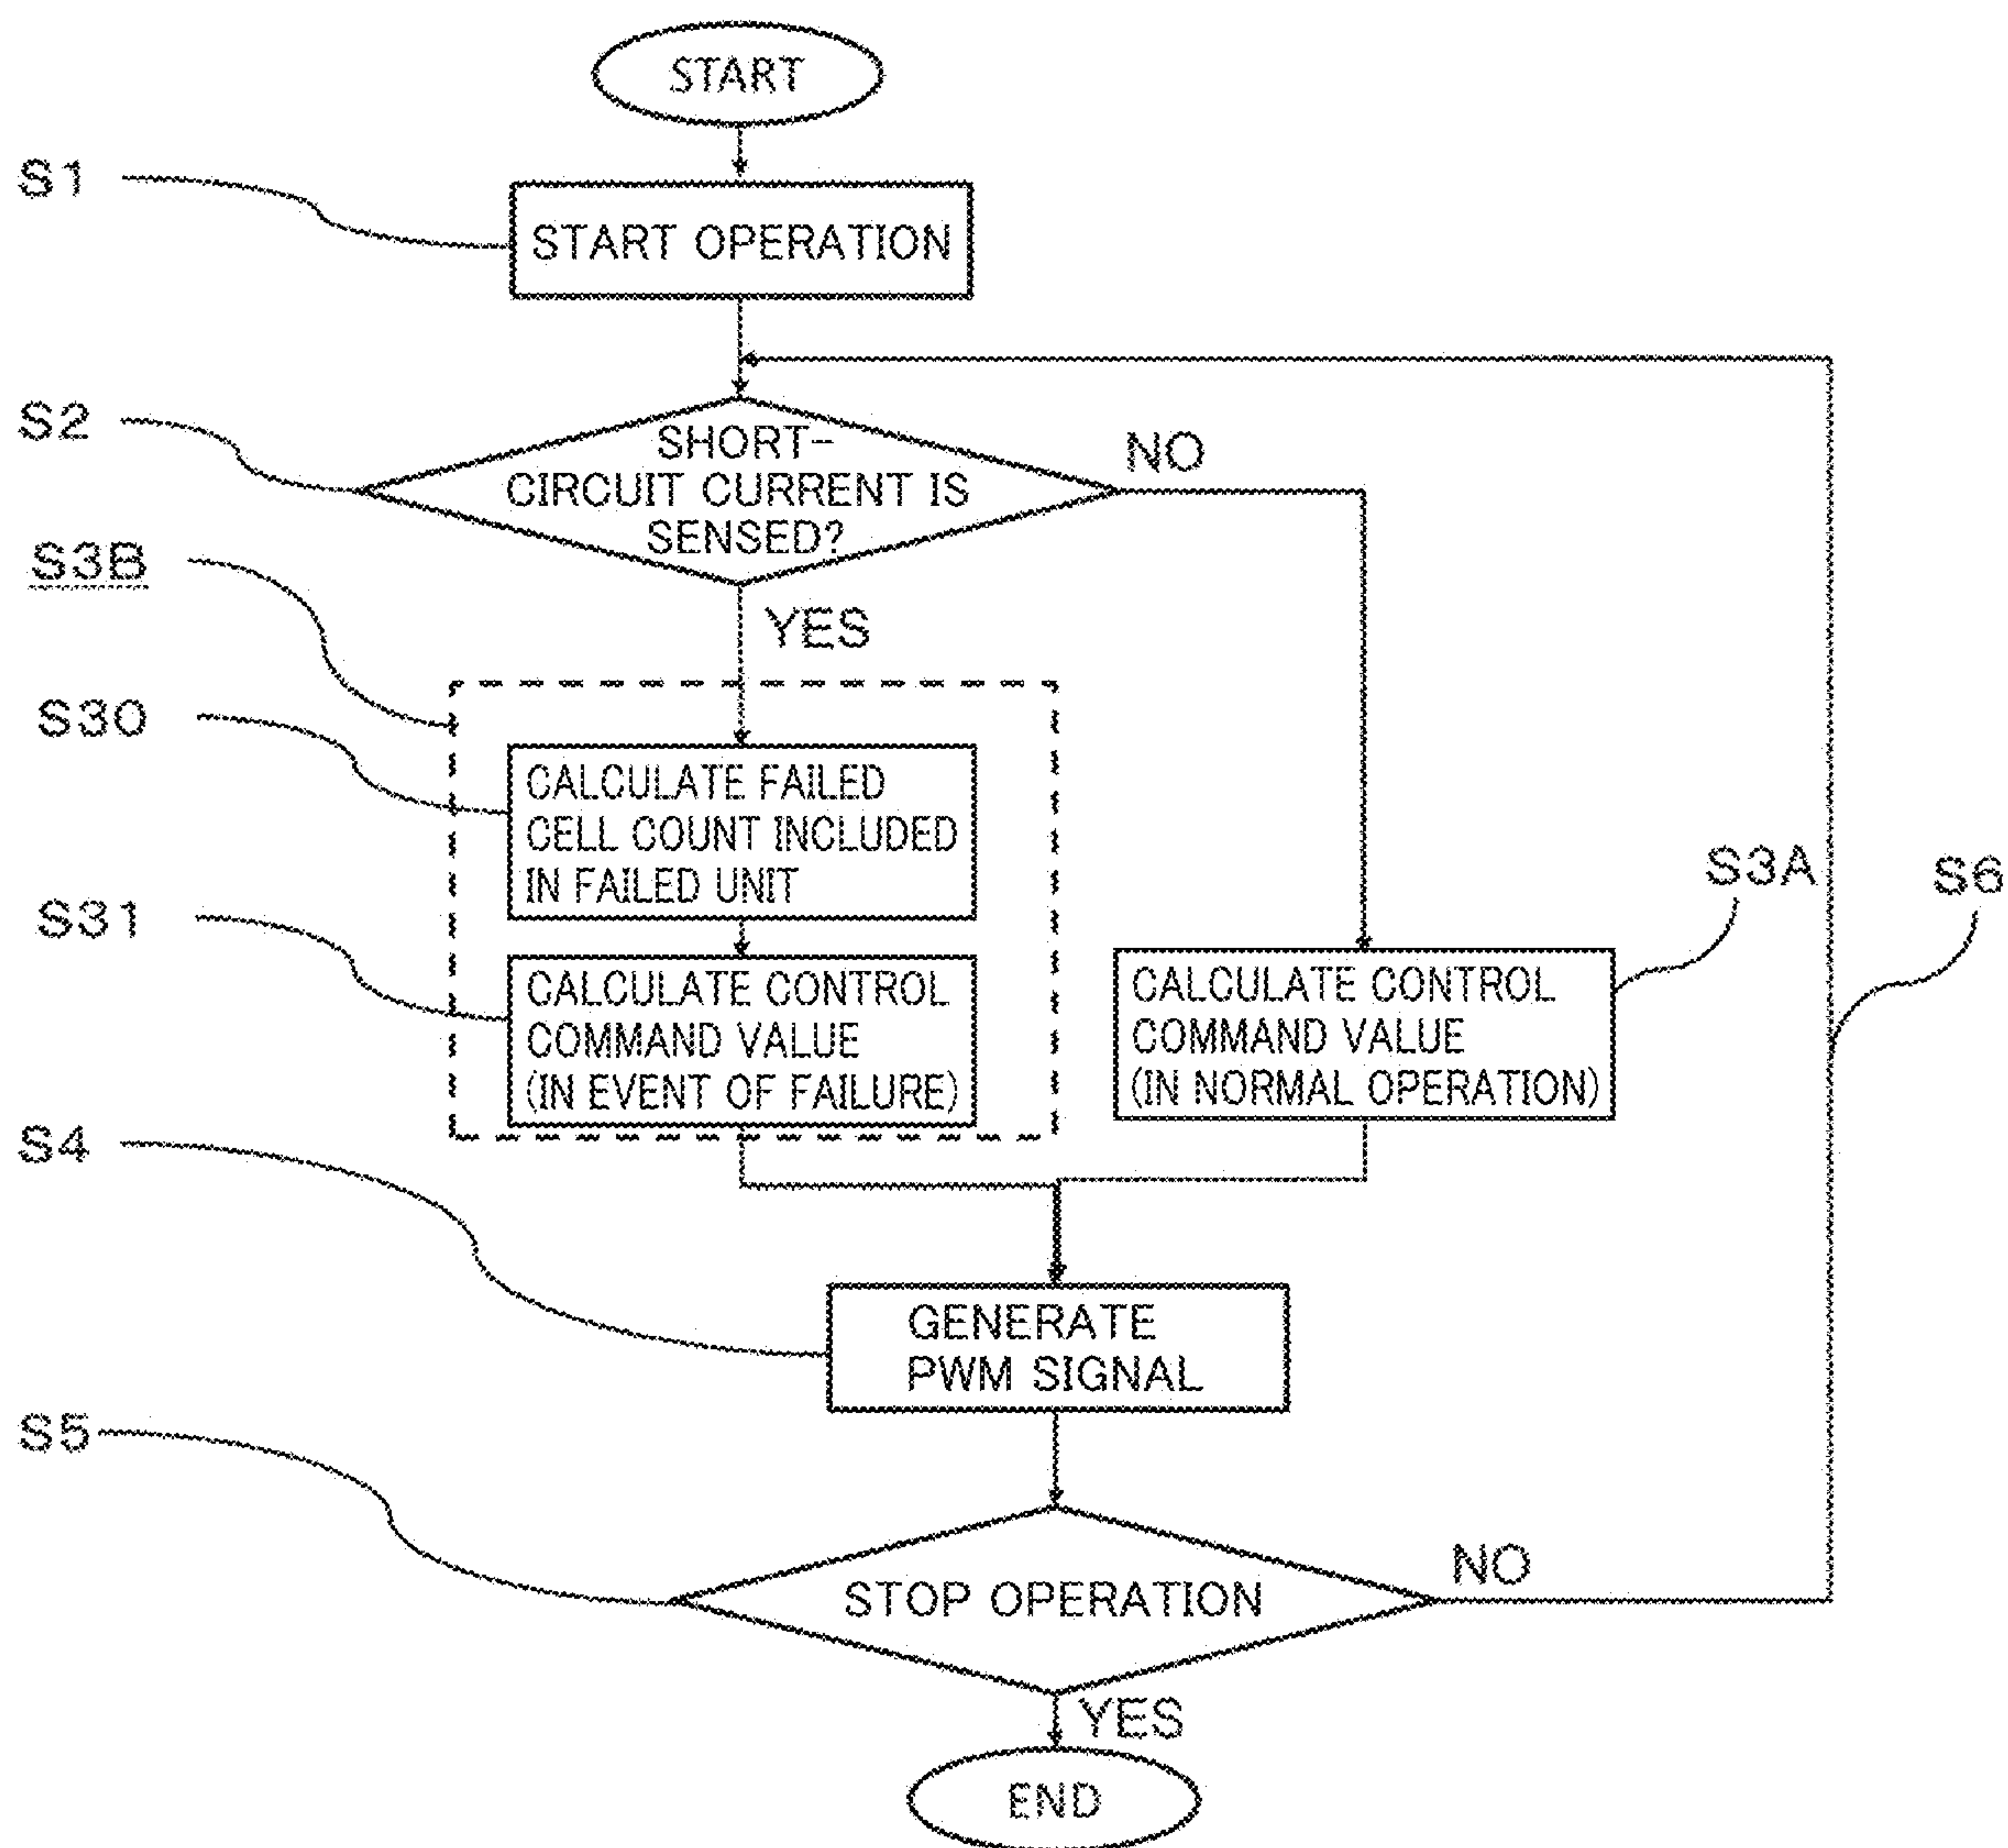 START
S1
START OPERATION
S2
SHORT-
CIRCUIT CURRENT IS
SENSED?
NO
YES
S3B
S30
CALCULATE FAILED
CELL COUNT INCLUDED
IN FAILED UNIT
S31
CALCULATE CONTROL
COMMAND VALUE
(IN EVENT OF FAILURE)
S3A
CALCULATE CONTROL
COMMAND VALUE
(IN NORMAL OPERATION)
S6
S4
GENERATE
PWM SIGNAL
S5
STOP OPERATION
NO
YES
END